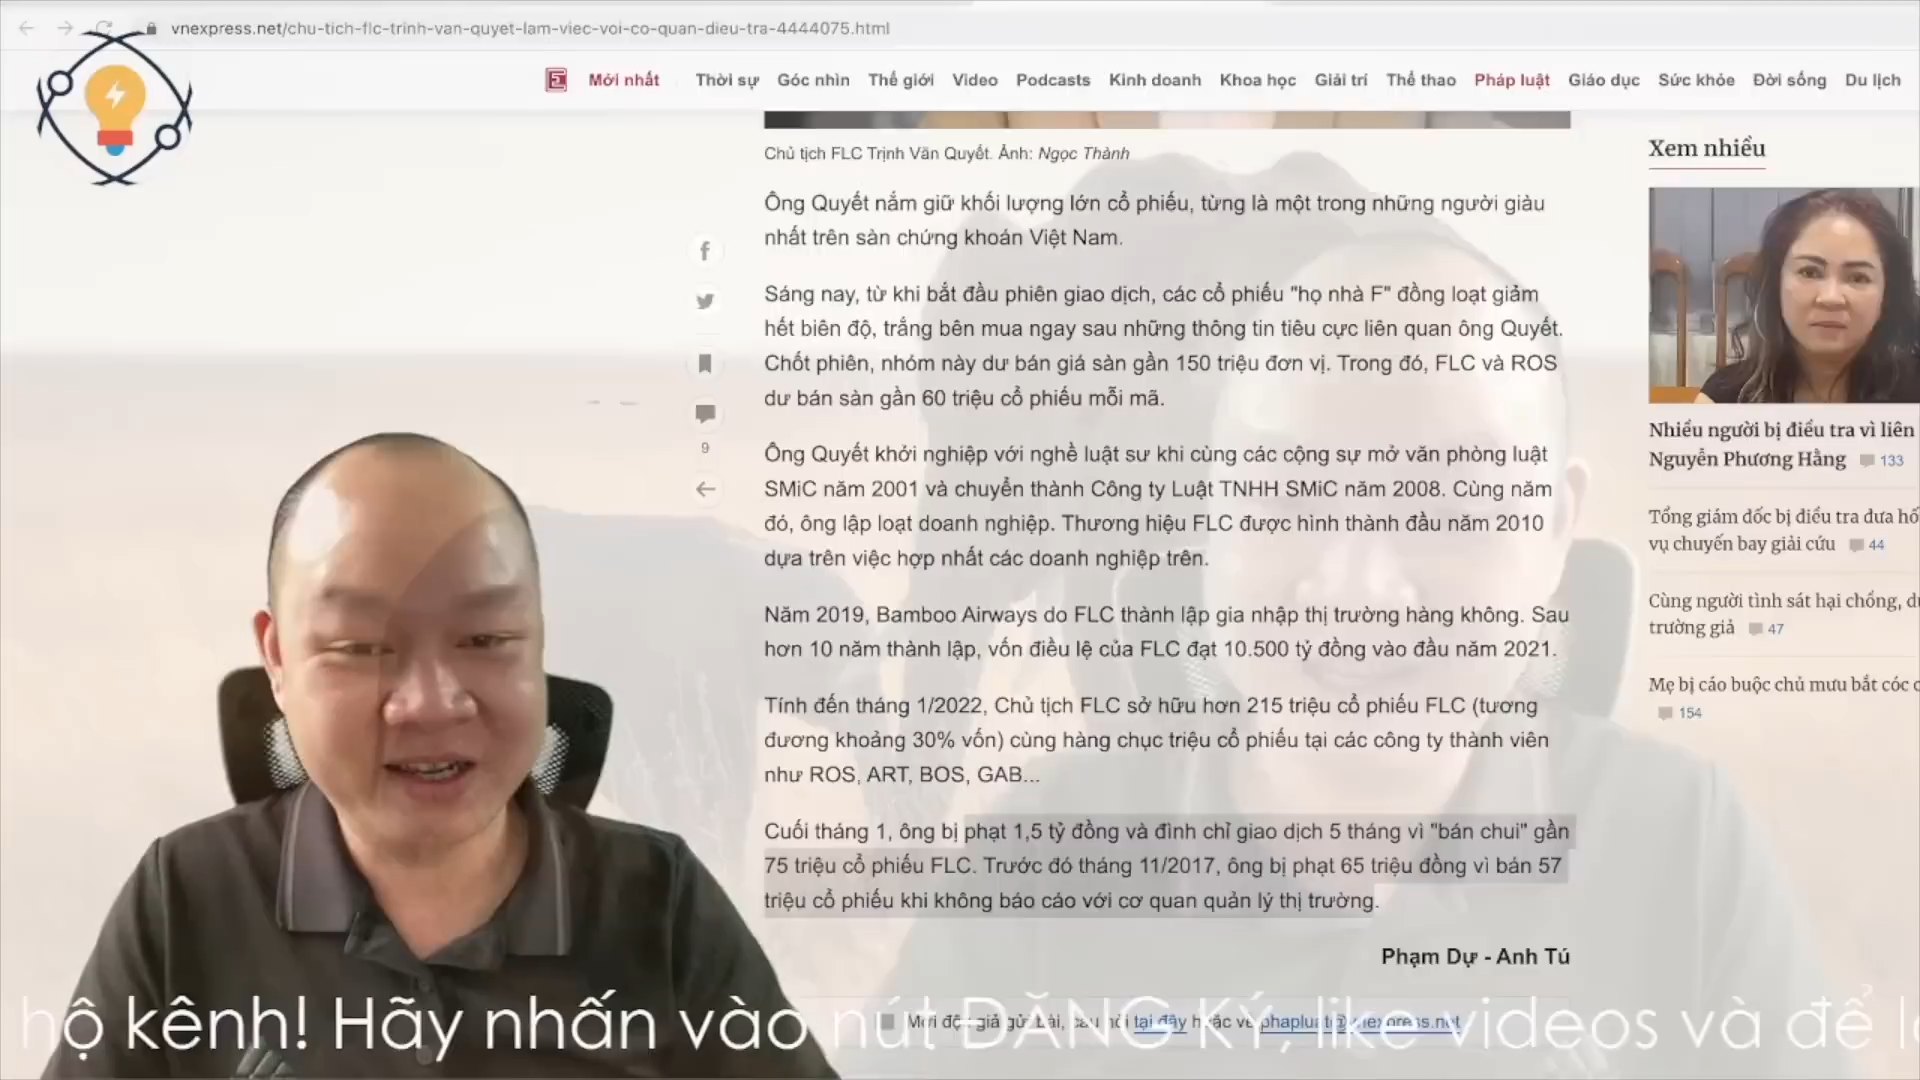 vnexpress.net/chu-tich-flc-trinh-van-quyet-lam-viec-voi-co-quan-dieu-tra-4444075.html
Mới nhất Thời sự Góc nhìn Thế giới Video Podcasts Kinh doanh Khoa học Giải trí Thể thao Pháp luật Giáo dục Sức khỏe Đời sống Du lịch
Chủ tịch FLC Trịnh Văn Quyết. Ảnh: Ngọc Thành
Ông Quyết nắm giữ khối lượng lớn cổ phiếu, từng là một trong những người giàu
nhất trên sàn chứng khoán Việt Nam.
Sáng nay, từ khi bắt đầu phiên giao dịch, các cổ phiếu "họ nhà F" đồng loạt giảm
hết biên độ, trắng bên mua ngay sau những thông tin tiêu cực liên quan ông Quyết.
Chốt phiên, nhóm này dư bán giá sàn gần 150 triệu đơn vị. Trong đó, FLC và ROS
dư bán sàn gần 60 triệu cổ phiếu mỗi mã.
9
Ông Quyết khởi nghiệp với nghề luật sư khi cùng các cộng sự mở văn phòng luật
SMiC năm 2001 và chuyển thành Công ty Luật TNHH SMiC năm 2008. Cùng năm
đó, ông lập loạt doanh nghiệp. Thương hiệu FLC được hình thành đầu năm 2010
dựa trên việc hợp nhất các doanh nghiệp trên.
Năm 2019, Bamboo Airways do FLC thành lập gia nhập thị trường hàng không. Sau
hơn 10 năm thành lập, vốn điều lệ của FLC đạt 10.500 tỷ đồng vào đầu năm 2021.
Tính đến tháng 1/2022, Chủ tịch FLC sở hữu hơn 215 triệu cổ phiếu FLC (tương
đương khoảng 30% vốn) cùng hàng chục triệu cổ phiếu tại các công ty thành viên
như ROS, ART, BOS, GAB...
Cuối tháng 1, ông bị phạt 1,5 tỷ đồng và đình chỉ giao dịch 5 tháng vì "bán chui" gần
75 triệu cổ phiếu FLC. Trước đó tháng 11/2017, ông bị phạt 65 triệu đồng vì bán 57
triệu cổ phiếu khi không báo cáo với cơ quan quản lý thị trường.
Phạm Dự - Anh Tú
Mời độc giả gửi bài, câu hỏi tại đây hoặc về phapluat@vnexpress.net
Xem nhiều
Nhiều người bị điều tra vì liên
Nguyễn Phương Hằng 133
Tổng giám đốc bị điều tra đưa hố
vụ chuyến bay giải cứu 44
Cùng người tình sát hại chồng,
trường giả 47
Mẹ bị cáo buộc chủ mưu bắt cóc
154
hộ kênh! Hãy nhấn vào nút - ĐĂNG KÝ, like videos và để